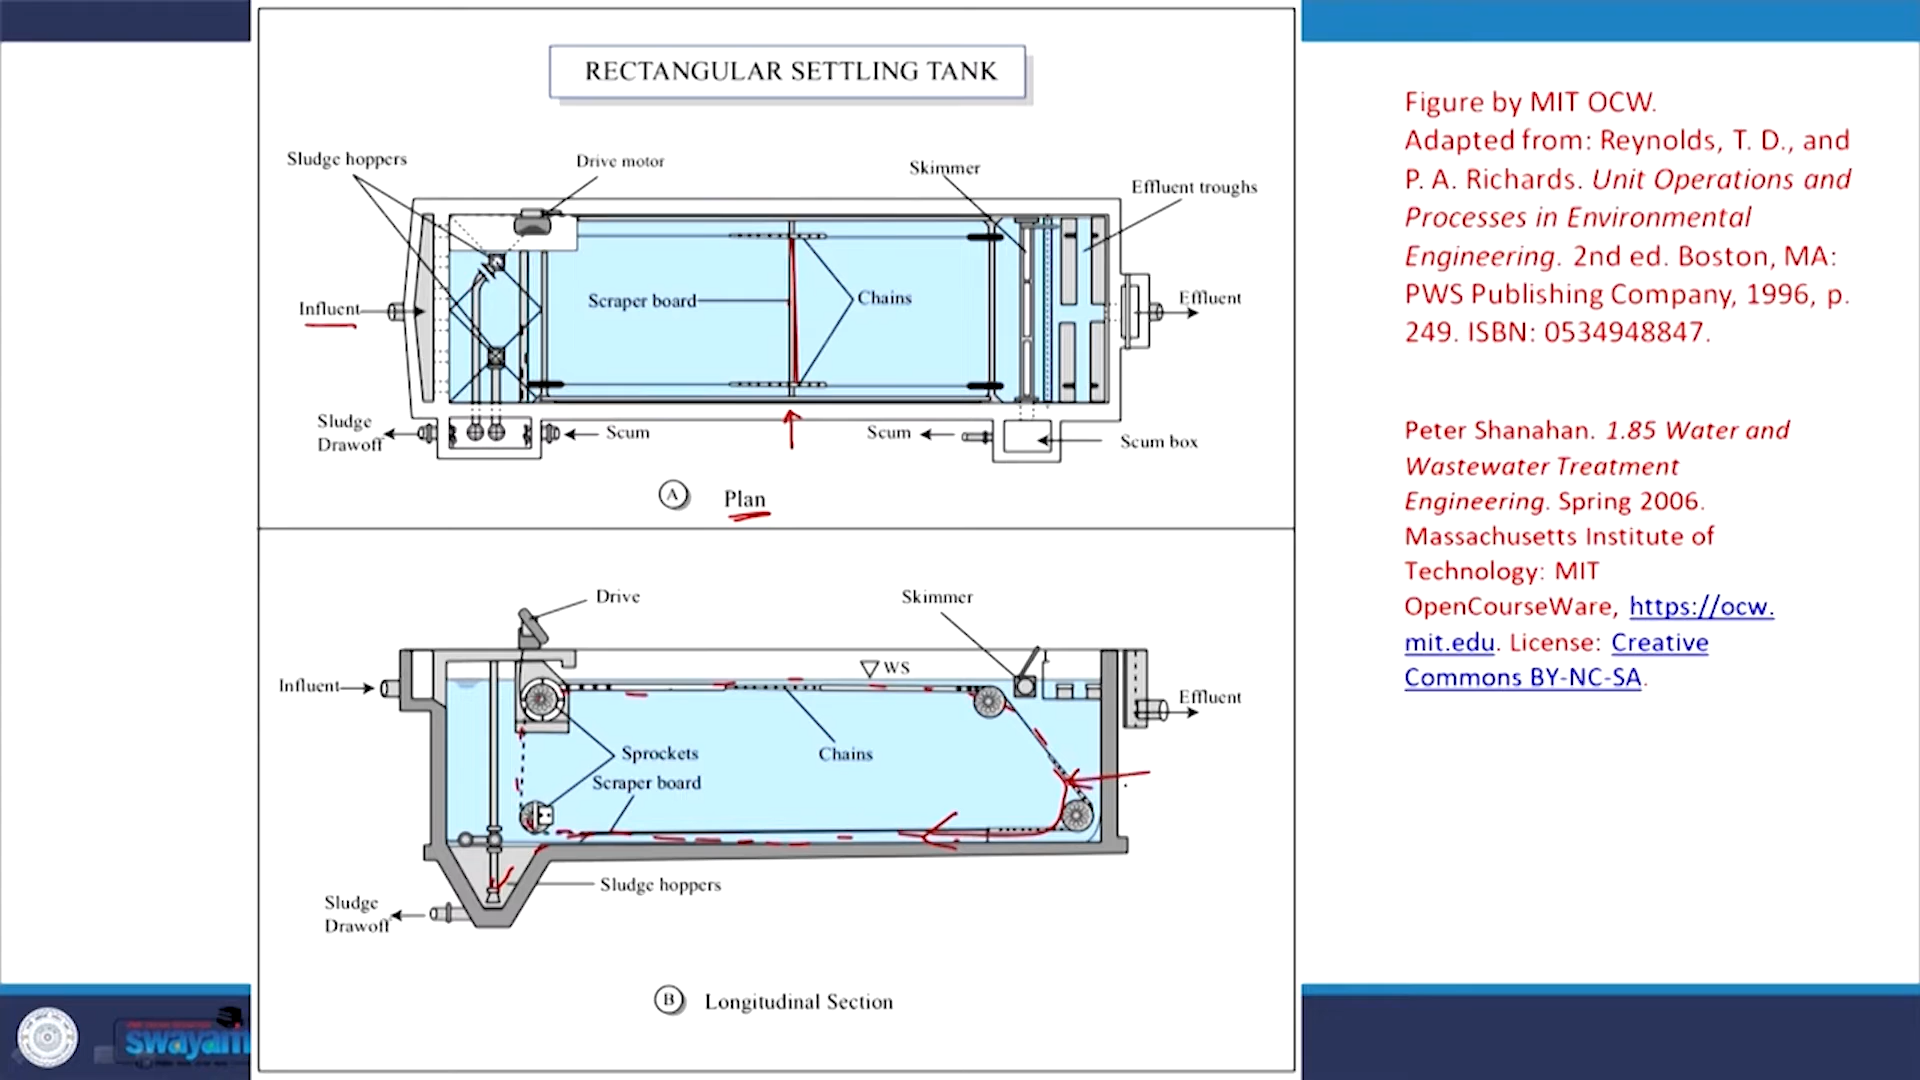 RECTANGULAR SETTLING TANK
Sludge hoppers
Drive motor
Skimmer
Effluent troughs
Influent
Scraper board
Chains
Effluent
Sludge
Drawoff
Scum
Scum
Scum box
A Plan
Drive
Skimmer
WS
Influent
Effluent
Sprockets
Chains
Scraper board
Sludge hoppers
Sludge
Drawoff
B Longitudinal Section
Figure by MIT OCW.
Adapted from: Reynolds, T. D., and
P. A. Richards. Unit Operations and
Processes in Environmental
Engineering. 2nd ed. Boston, MA:
PWS Publishing Company, 1996, p.
249. ISBN: 0534948847.
Peter Shanahan. 1.85 Water and
Wastewater Treatment
Engineering. Spring 2006.
Massachusetts Institute of
Technology: MIT
OpenCourseWare, https://ocw.
mit.edu. License: Creative
Commons BY-NC-SA.
swayam